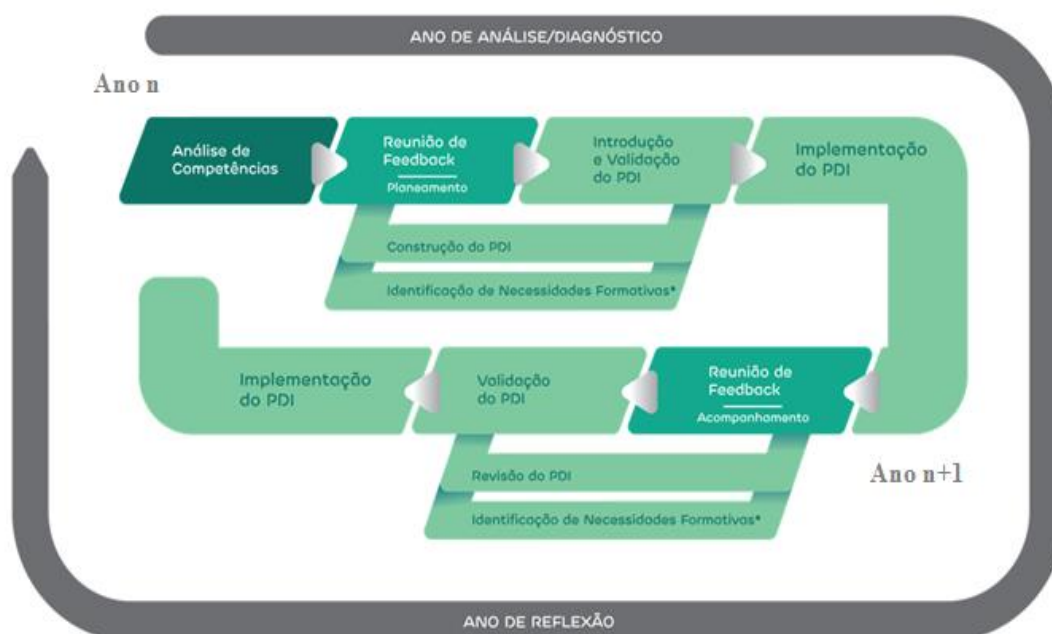 ANO DE ANÁLISE/DIAGNÓSTICO
Ano n
Análise de
Competências
Reunião de
Feedback
Planeamento
Introdução
e Validação
do PDI
Implementação
do PDI
Construção do PDI
Identificação de Necessidades Formativas*
Implementação
do PDI
Validação
do PDI
Reunião de
Feedback
Acompanhamento
Revisão do PDI
Identificação de Necessidades Formativas*
Ano n+1
ANO DE REFLEXÃO